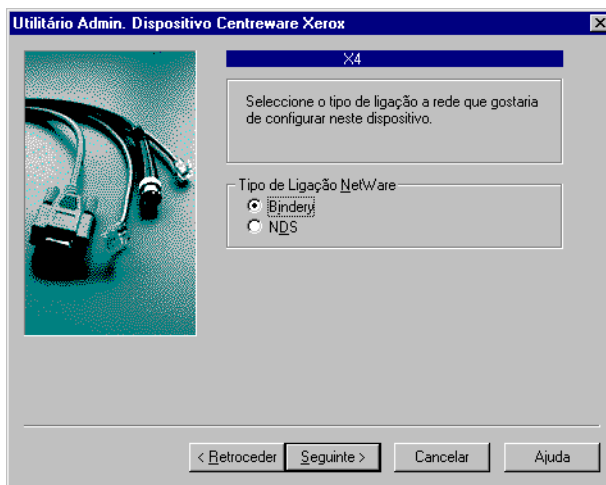 Utilitário Admin. Dispositivo Centreware Xerox
X4
Seleccione o tipo de ligação a rede que gostaria
de configurar neste dispositivo.
Tipo de Ligação NetWare
Bindery
NDS
< Retroceder
Seguinte >
Cancelar
Ajuda